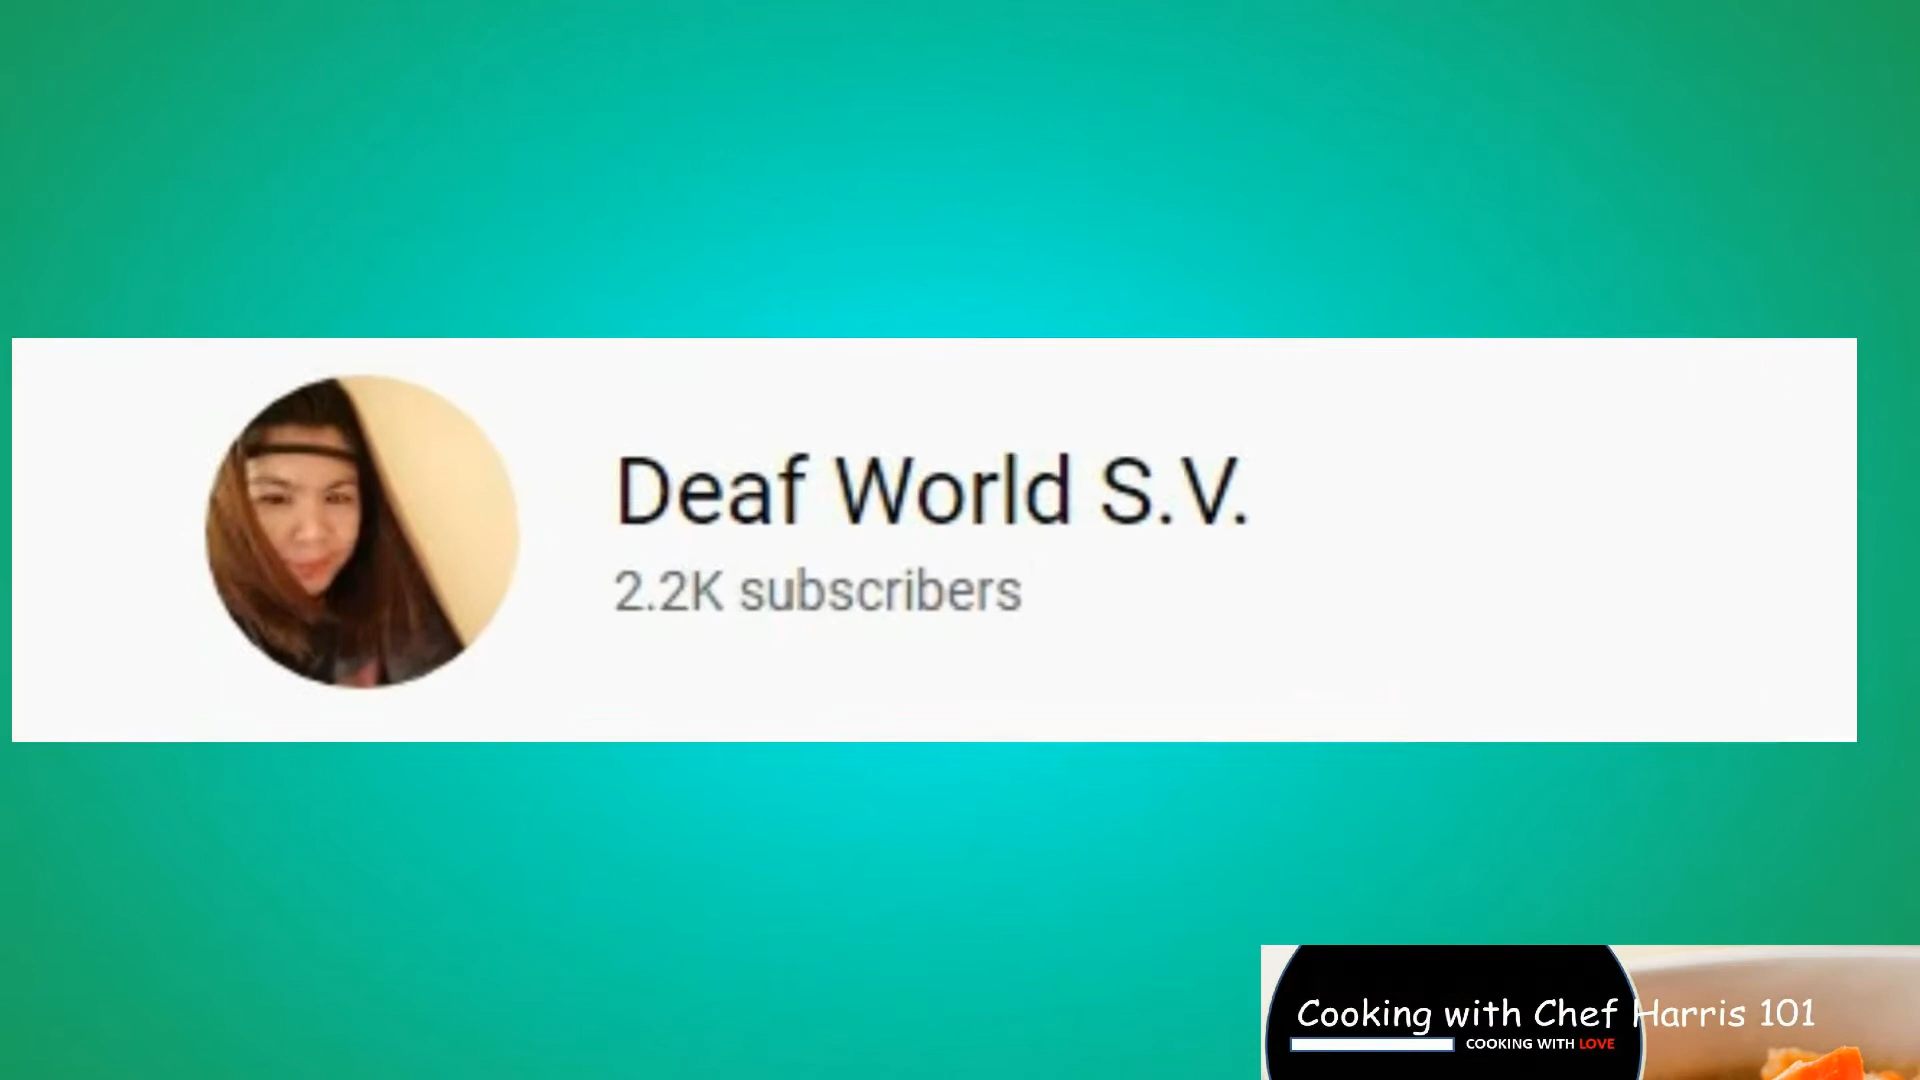 Deaf World S.V.
2.2K subscribers
Cooking with Chef Harris 101
COOKING WITH LOVE